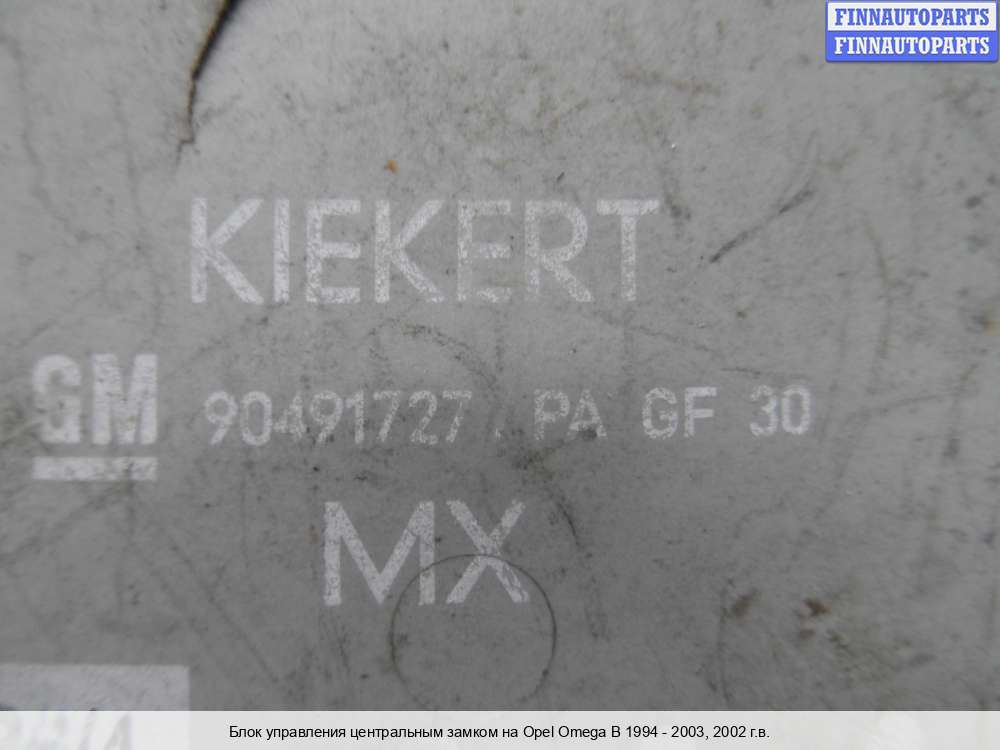 FINNAUTOPARTS
FINNAUTOPARTS
KIEKERT
GM 90491727 . PA GF 30
MX
Блок управления центральным замком на Opel Omega B 1994 - 2003, 2002 г.в.